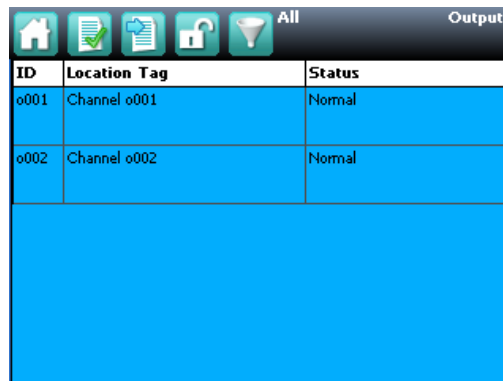 All Output
ID Location Tag Status
o001 Channel o001 Normal
o002 Channel o002 Normal